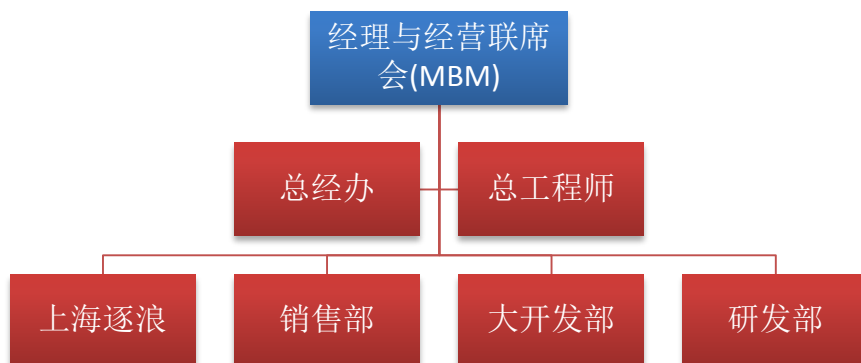 经理与经营联席
会(MBM)
总经办
总工程师
上海逐浪
销售部
大开发部
研发部